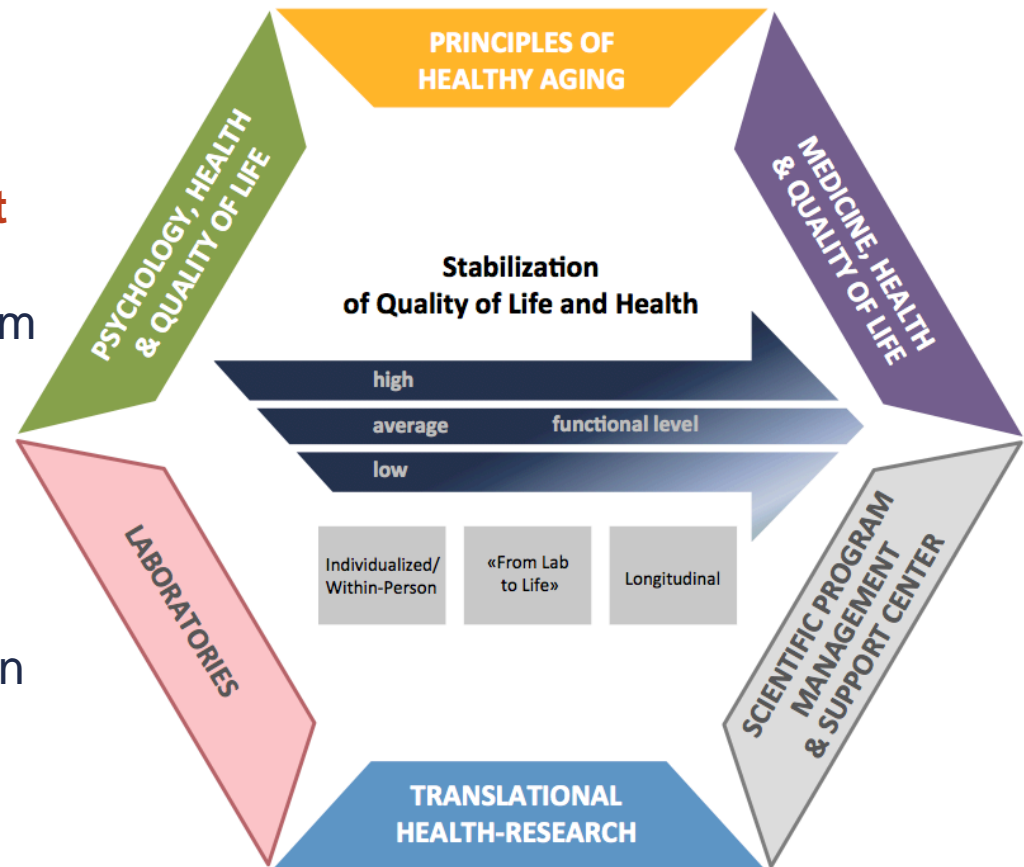 PRINCIPLES OF
HEALTHY AGING
PSYCHOLOGY, HEALTH
& QUALITY OF LIFE
MEDICINE, HEALTH
& QUALITY OF LIFE
Stabilization
of Quality of Life and Health
high
average functional level
low
Individualized/
Within-Person
«From Lab
to Life»
Longitudinal
LABORATORIES
SCIENTIFIC PROGRAM
MANAGEMENT
& SUPPORT CENTER
TRANSLATIONAL
HEALTH-RESEARCH